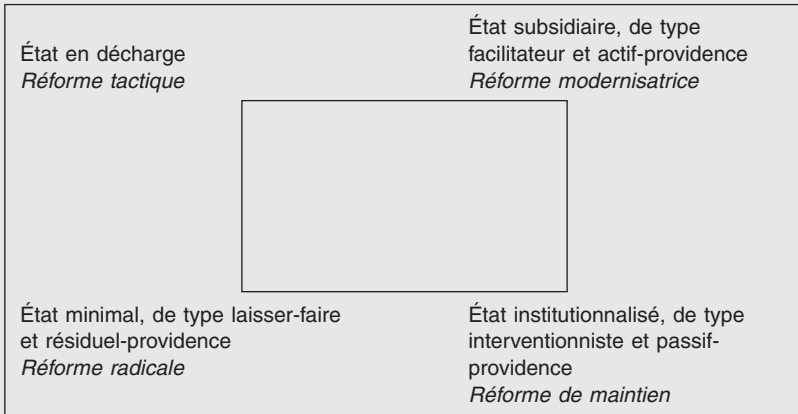 État en décharge
Réforme tactique
État subsidiaire, de type
facilitateur et actif-providence
Réforme modernisatrice
État minimal, de type laisser-faire
et résiduel-providence
Réforme radicale
État institutionnalisé, de type
interventionniste et passif-
providence
Réforme de maintien